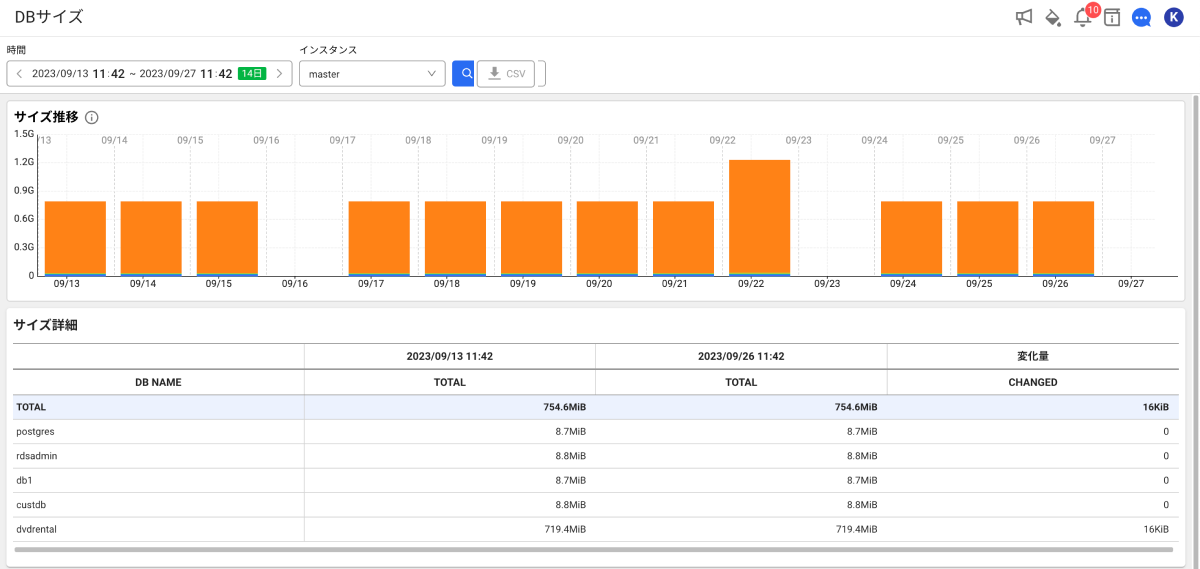 DBサイズ
10
K
時間
インスタンス
2023/09/13 11:42 ~ 2023/09/27 11:42 14日
master
CSV
サイズ推移
1.5G
/13 09/14 09/15 09/16 09/17 09/18 09/19 09/20 09/21 09/22 09/23 09/24 09/25 09/26 09/27
1.2G
0.9G
0.6G
0.3G
0
09/13 09/14 09/15 09/16 09/17 09/18 09/19 09/20 09/21 09/22 09/23 09/24 09/25 09/26 09/27
サイズ詳細
2023/09/13 11:42 2023/09/26 11:42 変化量
DB NAME TOTAL TOTAL CHANGED
TOTAL 754.6MiB 754.6MiB 16KiB
postgres 8.7MiB 8.7MiB 0
rdsadmin 8.8MiB 8.8MiB 0
db1 8.7MiB 8.7MiB 0
custdb 8.8MiB 8.8MiB 0
dvdrental 719.4MiB 719.4MiB 16KiB